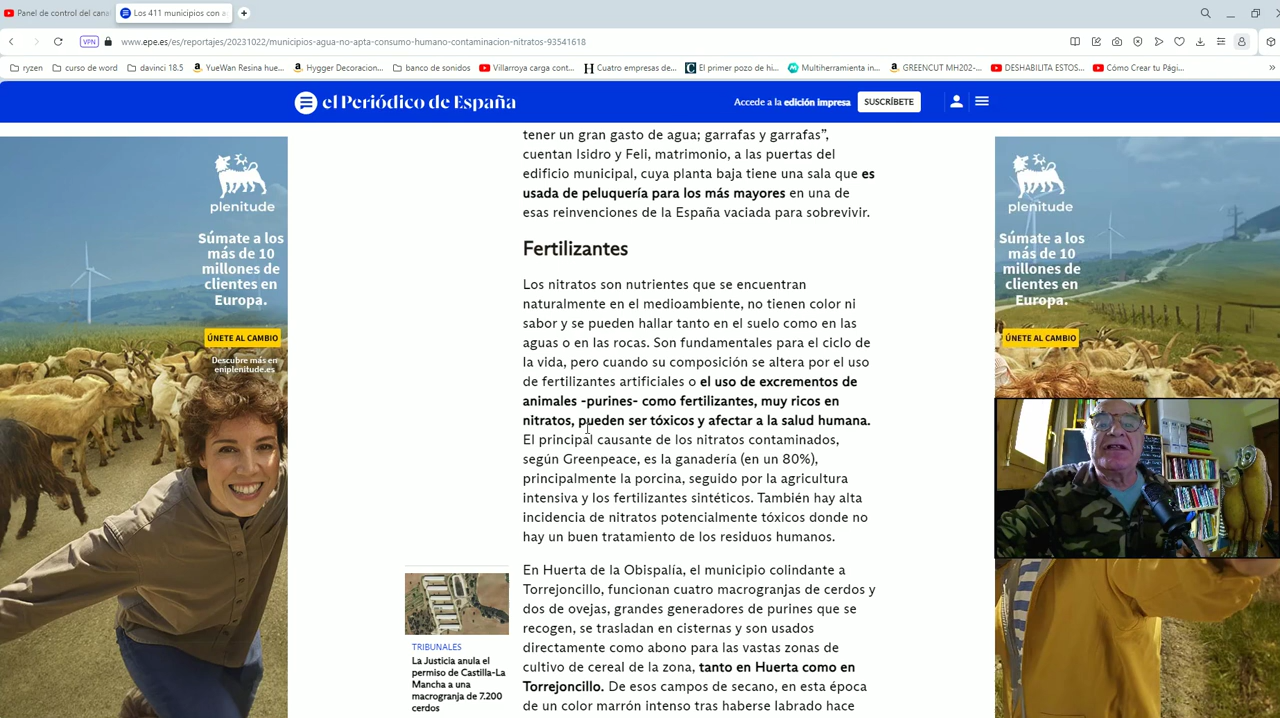 Panel de control del cana
Los 411 municipios con a
VPN
www.epe.es/es/reportajes/20231022/municipios-agua-no-apta-consumo-humano-contaminacion-nitratos-93541618
ryzen
curso de word
davinci 18.5
YueWan Resina hue...
Hygger Decoracion...
banco de sonidos
Villarroya carga cont...
Cuatro empresas de...
El primer pozo de hi...
Multiherramienta in...
GREENCUT MH202-...
DESHABILITA ESTOS...
Cómo Crear tu Pági...
el Periódico de España
Accede a la edición impresa
SUSCRÍBETE
plenitude
Súmate a los
más de 10
millones de
clientes en
Europa.
ÚNETE AL CAMBIO
Descubre más en
eniplenitude.es
tener un gran gasto de agua; garrafas y garrafas”,
cuentan Isidro y Feli, matrimonio, a las puertas del
edificio municipal, cuya planta baja tiene una sala que es
usada de peluquería para los más mayores en una de
esas reinvenciones de la España vaciada para sobrevivir.
Fertilizantes
Los nitratos son nutrientes que se encuentran
naturalmente en el medioambiente, no tienen color ni
sabor y se pueden hallar tanto en el suelo como en las
aguas o en las rocas. Son fundamentales para el ciclo de
la vida, pero cuando su composición se altera por el uso
de fertilizantes artificiales o el uso de excrementos de
animales -purines- como fertilizantes, muy ricos en
nitratos, pueden ser tóxicos y afectar a la salud humana.
El principal causante de los nitratos contaminados,
según Greenpeace, es la ganadería (en un 80%),
principalmente la porcina, seguido por la agricultura
intensiva y los fertilizantes sintéticos. También hay alta
incidencia de nitratos potencialmente tóxicos donde no
hay un buen tratamiento de los residuos humanos.
En Huerta de la Obispalía, el municipio colindante a
Torrejoncillo, funcionan cuatro macrogranjas de cerdos y
dos de ovejas, grandes generadores de purines que se
recogen, se trasladan en cisternas y son usados
directamente como abono para las vastas zonas de
cultivo de cereal de la zona, tanto en Huerta como en
Torrejoncillo. De esos campos de secano, en esta época
de un color marrón intenso tras haberse labrado hace
TRIBUNALES
La Justicia anula el
permiso de Castilla-La
Mancha a una
macrogranja de 7.200
cerdos
plenitude
Súmate a los
más de 10
millones de
clientes en
Europa.
ÚNETE AL CAMBIO